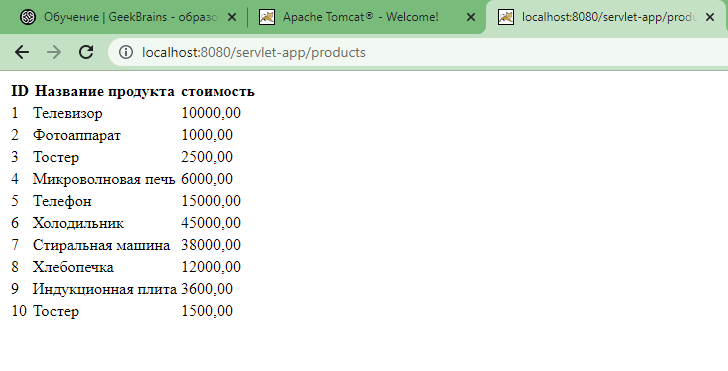 Обучение | GeekBrains - образо
Apache Tomcat® - Welcome!
localhost:8080/servlet-app/produ
localhost:8080/servlet-app/products
ID Название продукта стоимость
1 Телевизор 10000,00
2 Фотоаппарат 1000,00
3 Тостер 2500,00
4 Микроволновая печь 6000,00
5 Телефон 15000,00
6 Холодильник 45000,00
7 Стиральная машина 38000,00
8 Хлебопечка 12000,00
9 Индукционная плита 3600,00
10 Тостер 1500,00